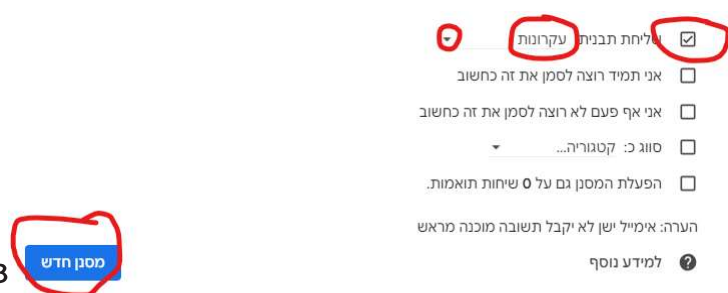 שליחת תבנית: עקרונות
אני תמיד רוצה לסמן את זה כחשוב
אני אף פעם לא רוצה לסמן את זה כחשוב
סווג כ: קטגוריה...
הפעלת המסנן גם על 0 שיחות תואמות.
הערה: אימייל ישן לא יקבל תשובה מוכנה מראש
למידע נוסף
מסנן חדש